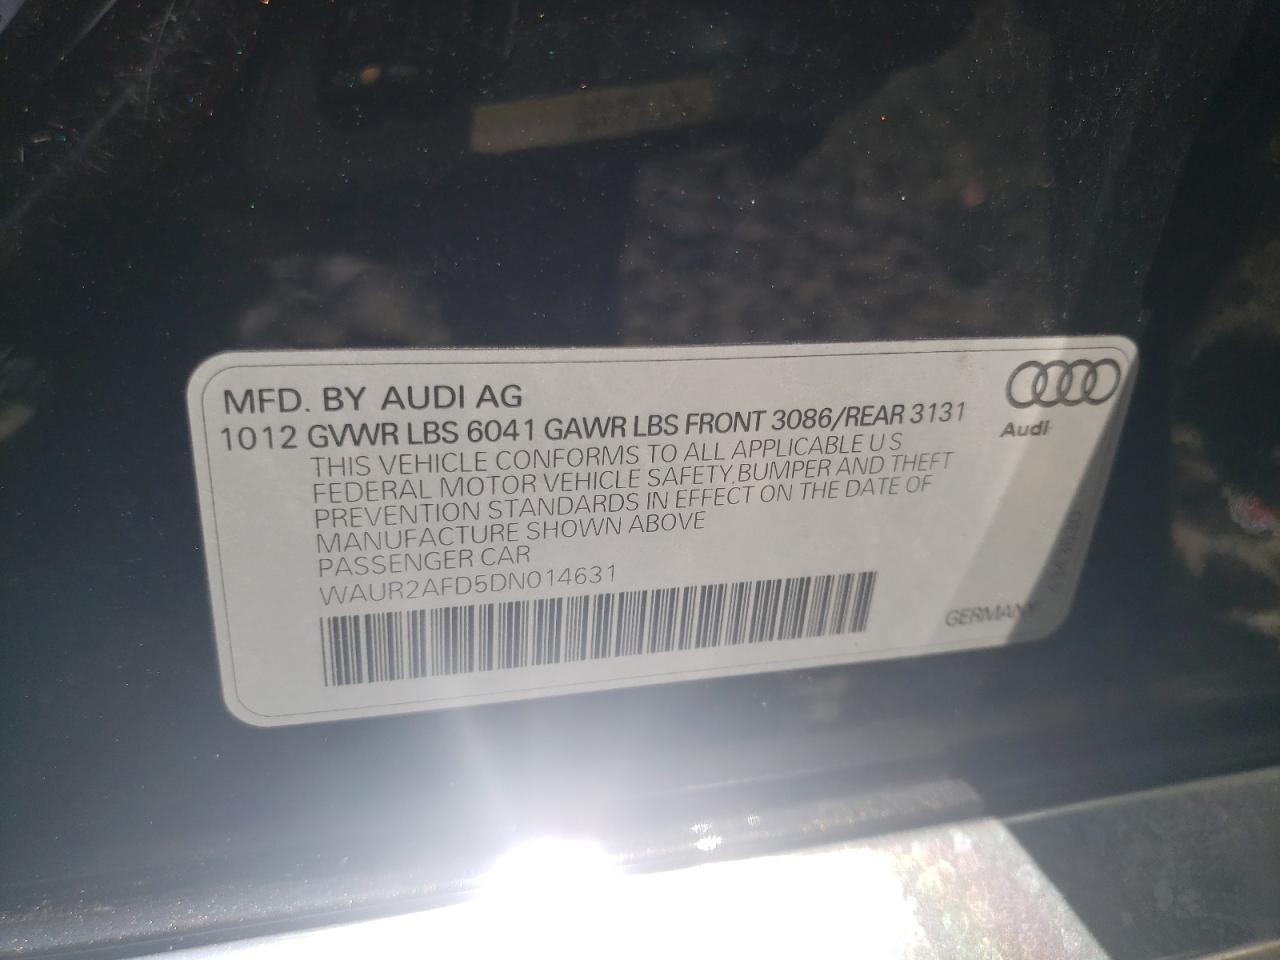 MFD. BY AUDI AG
1012 GVWR LBS 6041 GAWR LBS FRONT 3086/REAR 3131
THIS VEHICLE CONFORMS TO ALL APPLICABLE U S
FEDERAL MOTOR VEHICLE SAFETY, BUMPER AND THEFT
PREVENTION STANDARDS IN EFFECT ON THE DATE OF
MANUFACTURE SHOWN ABOVE
PASSENGER CAR
WAUR2AFD5DN014631
Audi
GERMANY